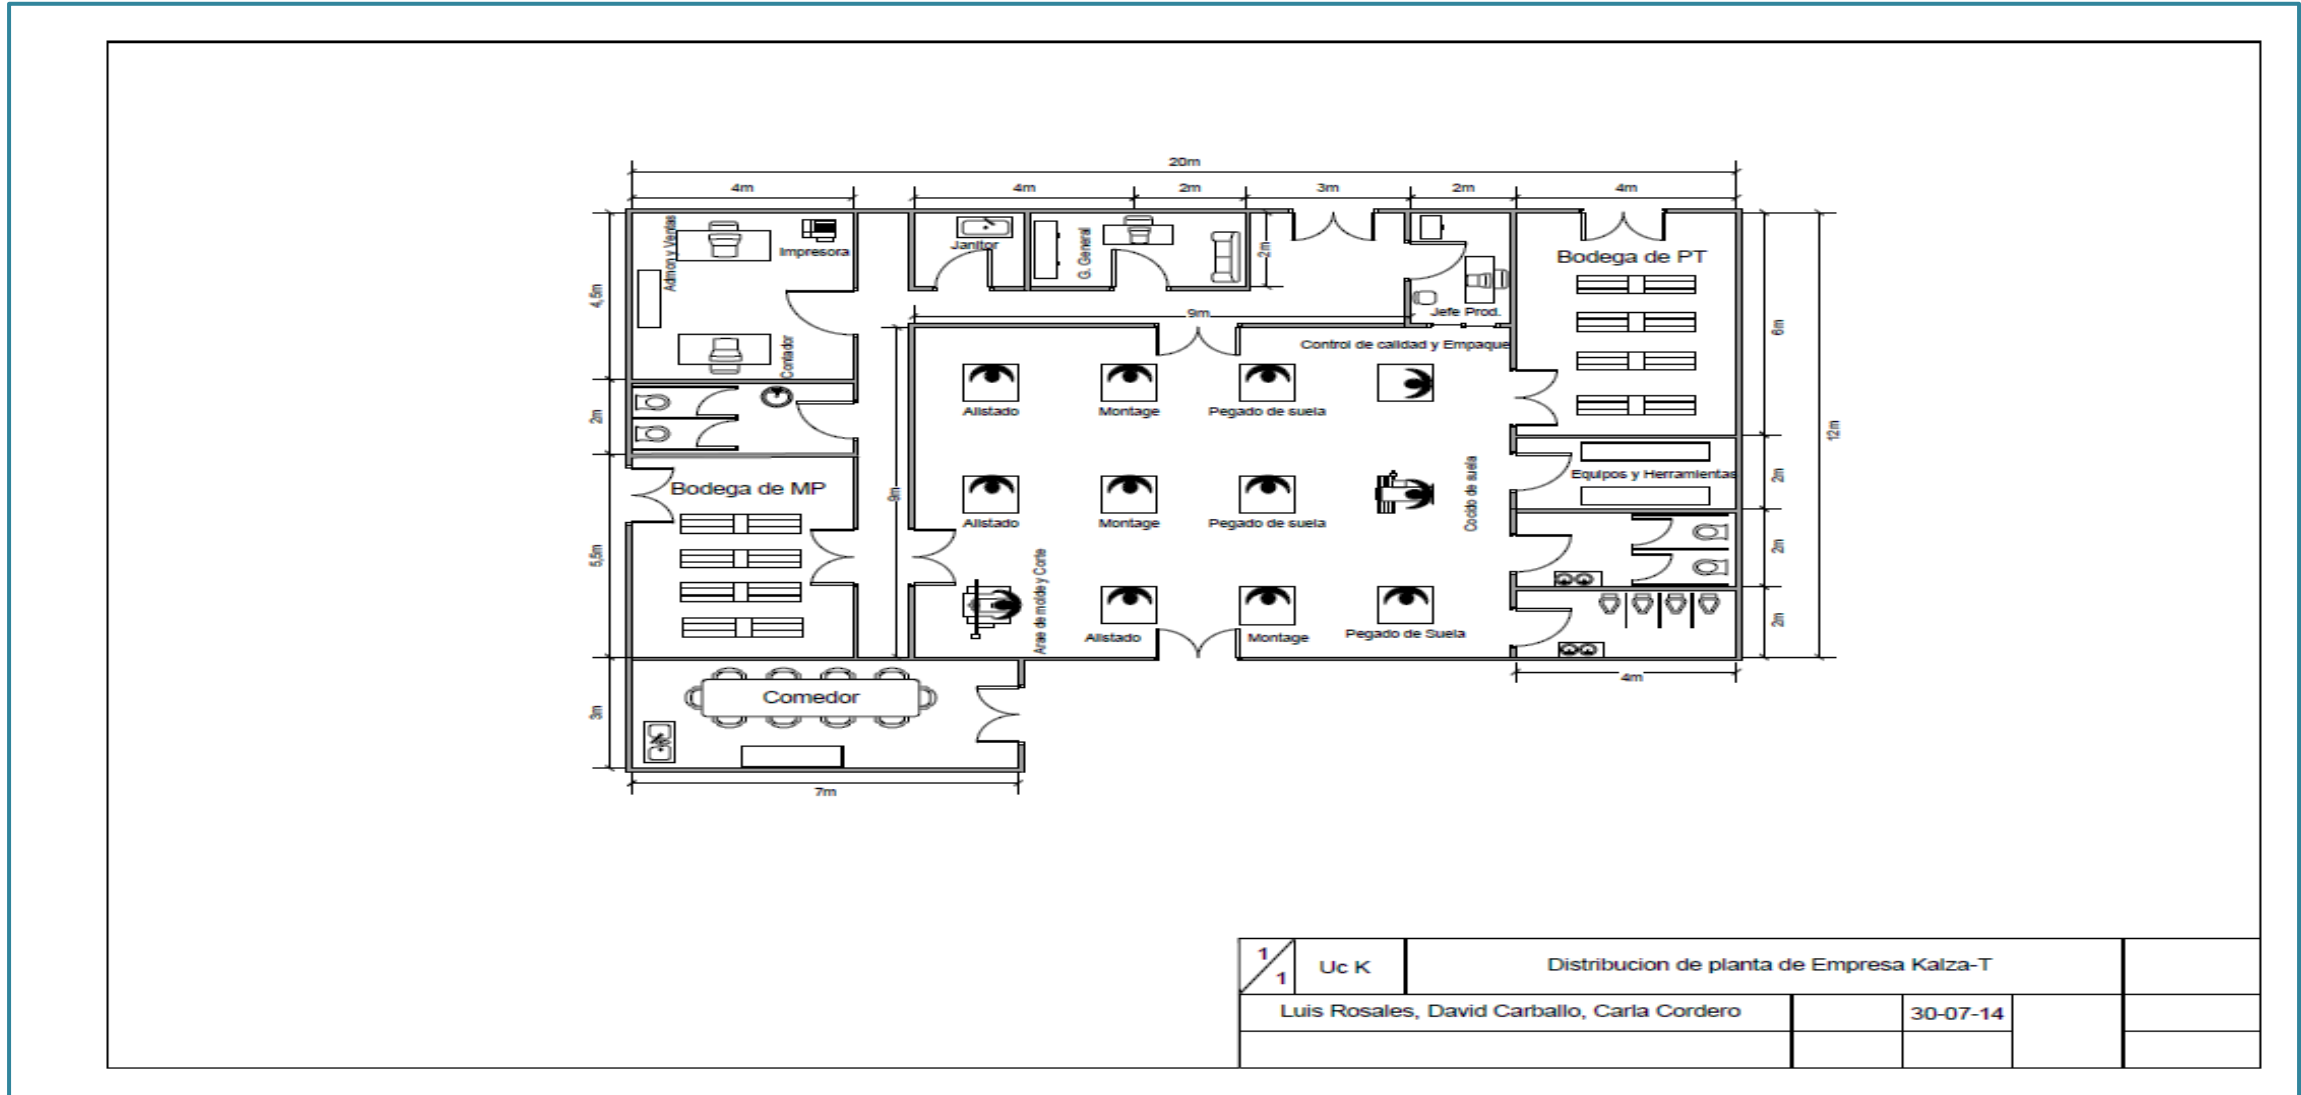 20m
4m
4m
2m
3m
2m
4m
Admon y Ventas
Impresora
Janitor
G. General
2m
Bodega de PT
4,5m
Contador
9m
Jefe Prod.
6m
Control de calidad y Empaque
2m
Alistado
Montage
Pegado de suela
12m
Bodega de MP
9m
Equipos y Herramientas
2m
Alistado
Montage
Pegado de suela
Cocido de suela
5,5m
2m
Arae de molde y Corte
Alistado
Montage
Pegado de Suela
2m
4m
Comedor
3m
7m
1
1
Uc K
Distribucion de planta de Empresa Kalza-T
Luis Rosales, David Carballo, Carla Cordero
30-07-14